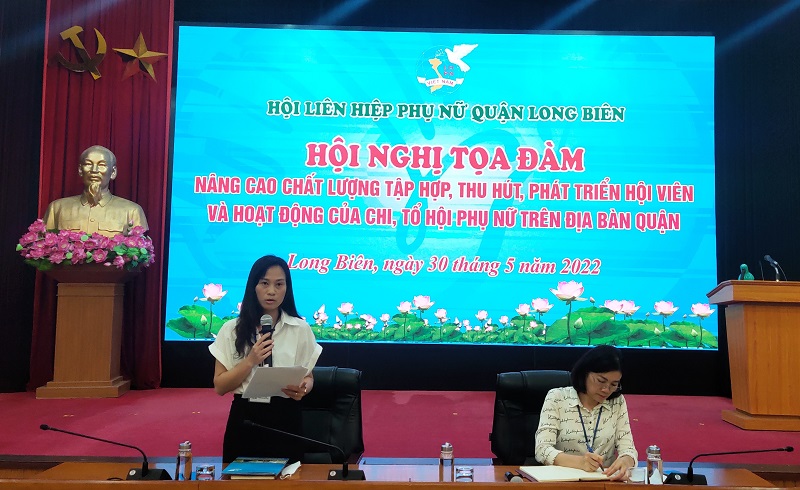 VIỆT NAM
HỘI LIÊN HIỆP PHỤ NỮ QUẬN LONG BIÊN
HỘI NGHỊ TỌA ĐÀM
NÂNG CAO CHẤT LƯỢNG TẬP HỢP, THU HÚT, PHÁT TRIỂN HỘI VIÊN
VÀ HOẠT ĐỘNG CỦA CHI, TỔ HỘI PHỤ NỮ TRÊN ĐỊA BÀN QUẬN
Long Biên, ngày 30 tháng 5 năm 2022